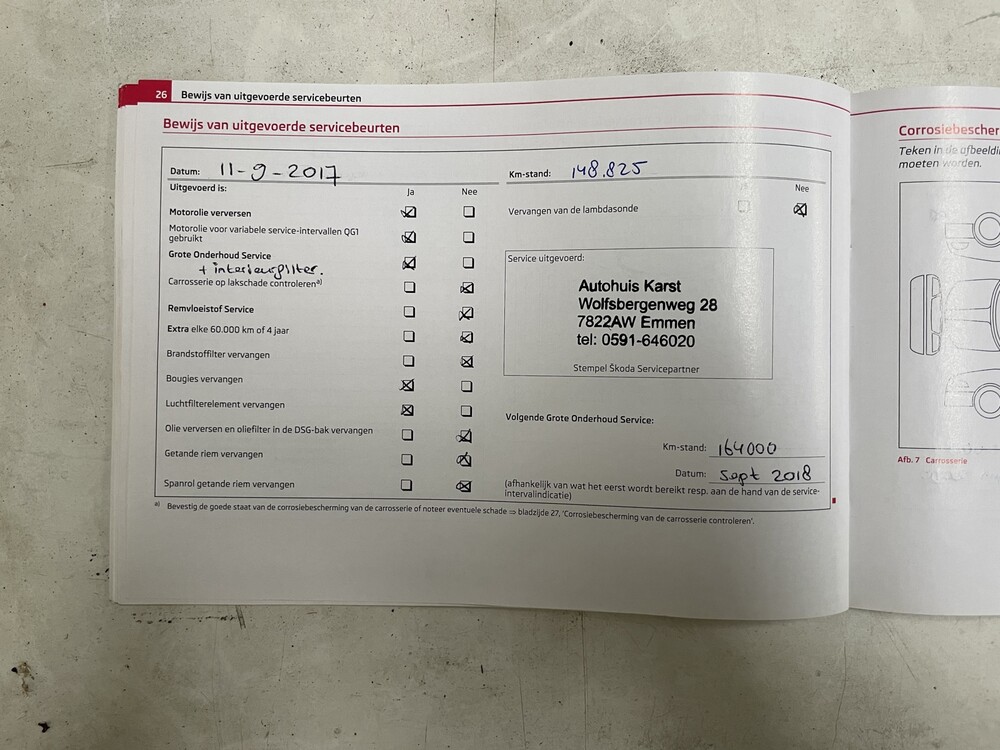 26 Bewijs van uitgevoerde servicebeurten
Bewijs van uitgevoerde servicebeurten
Datum: 11-9-2017
Uitgevoerd is:
Ja Nee
Motorolie verversen
Motorolie voor variabele service-intervallen QG1
gebruikt
Grote Onderhoud Service
+ interieurfilter.
Carrosserie op lakschade controleren a)
Remvloeistof Service
Extra elke 60.000 km of 4 jaar
Brandstoffilter vervangen
Bougies vervangen
Luchtfilterelement vervangen
Olie verversen en oliefilter in de DSG-bak vervangen
Getande riem vervangen
Spanrol getande riem vervangen
Km-stand: 148.825
Nee
Vervangen van de lambdasonde
Service uitgevoerd:
Autohuis Karst
Wolfsbergenweg 28
7822AW Emmen
tel: 0591-646020
Stempel Škoda Servicepartner
Volgende Grote Onderhoud Service:
Km-stand: 164000
Datum: Sept 2018
(afhankelijk van wat het eerst wordt bereikt resp. aan de hand van de service-
intervalindicatie)
a) Bevestig de goede staat van de corrosiebescherming van de carrosserie of noteer eventuele schade ⇒ bladzijde 27, 'Corrosiebescherming van de carrosserie controleren'.
Corrosiebescher
Teken in de afbeeldi
moeten worden.
Afb. 7 Carrosserie